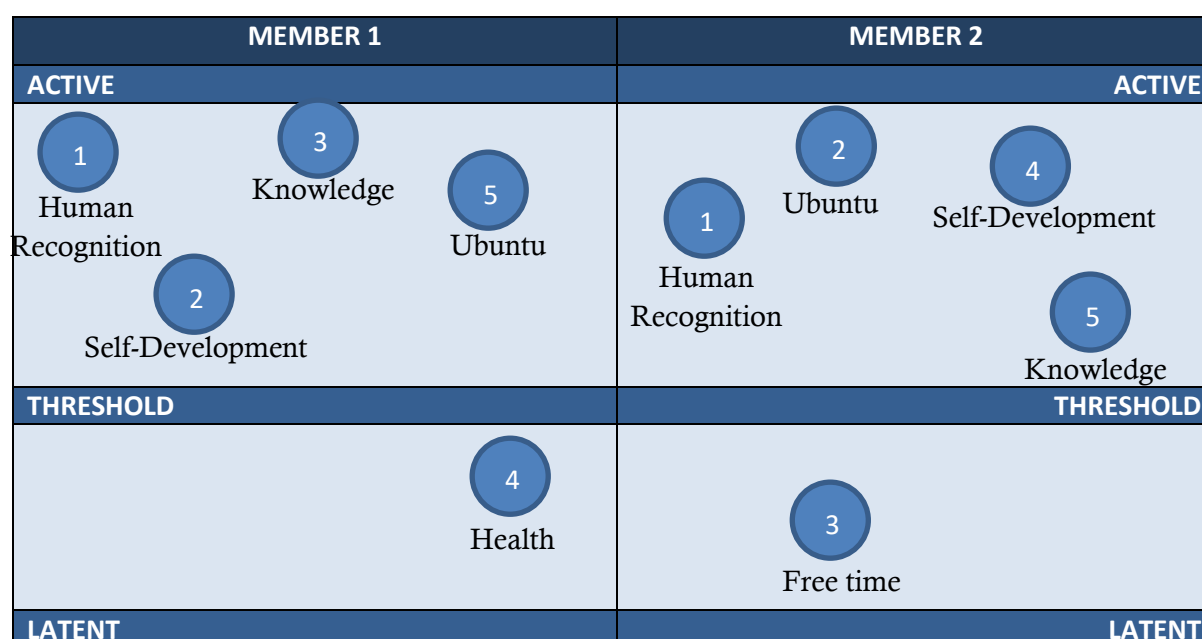 MEMBER 1
MEMBER 2
ACTIVE
ACTIVE
1
Human
Recognition
3
Knowledge
5
Ubuntu
2
Self-Development
1
Human
Recognition
2
Ubuntu
4
Self-Development
5
Knowledge
THRESHOLD
THRESHOLD
4
Health
3
Free time
LATENT
LATENT